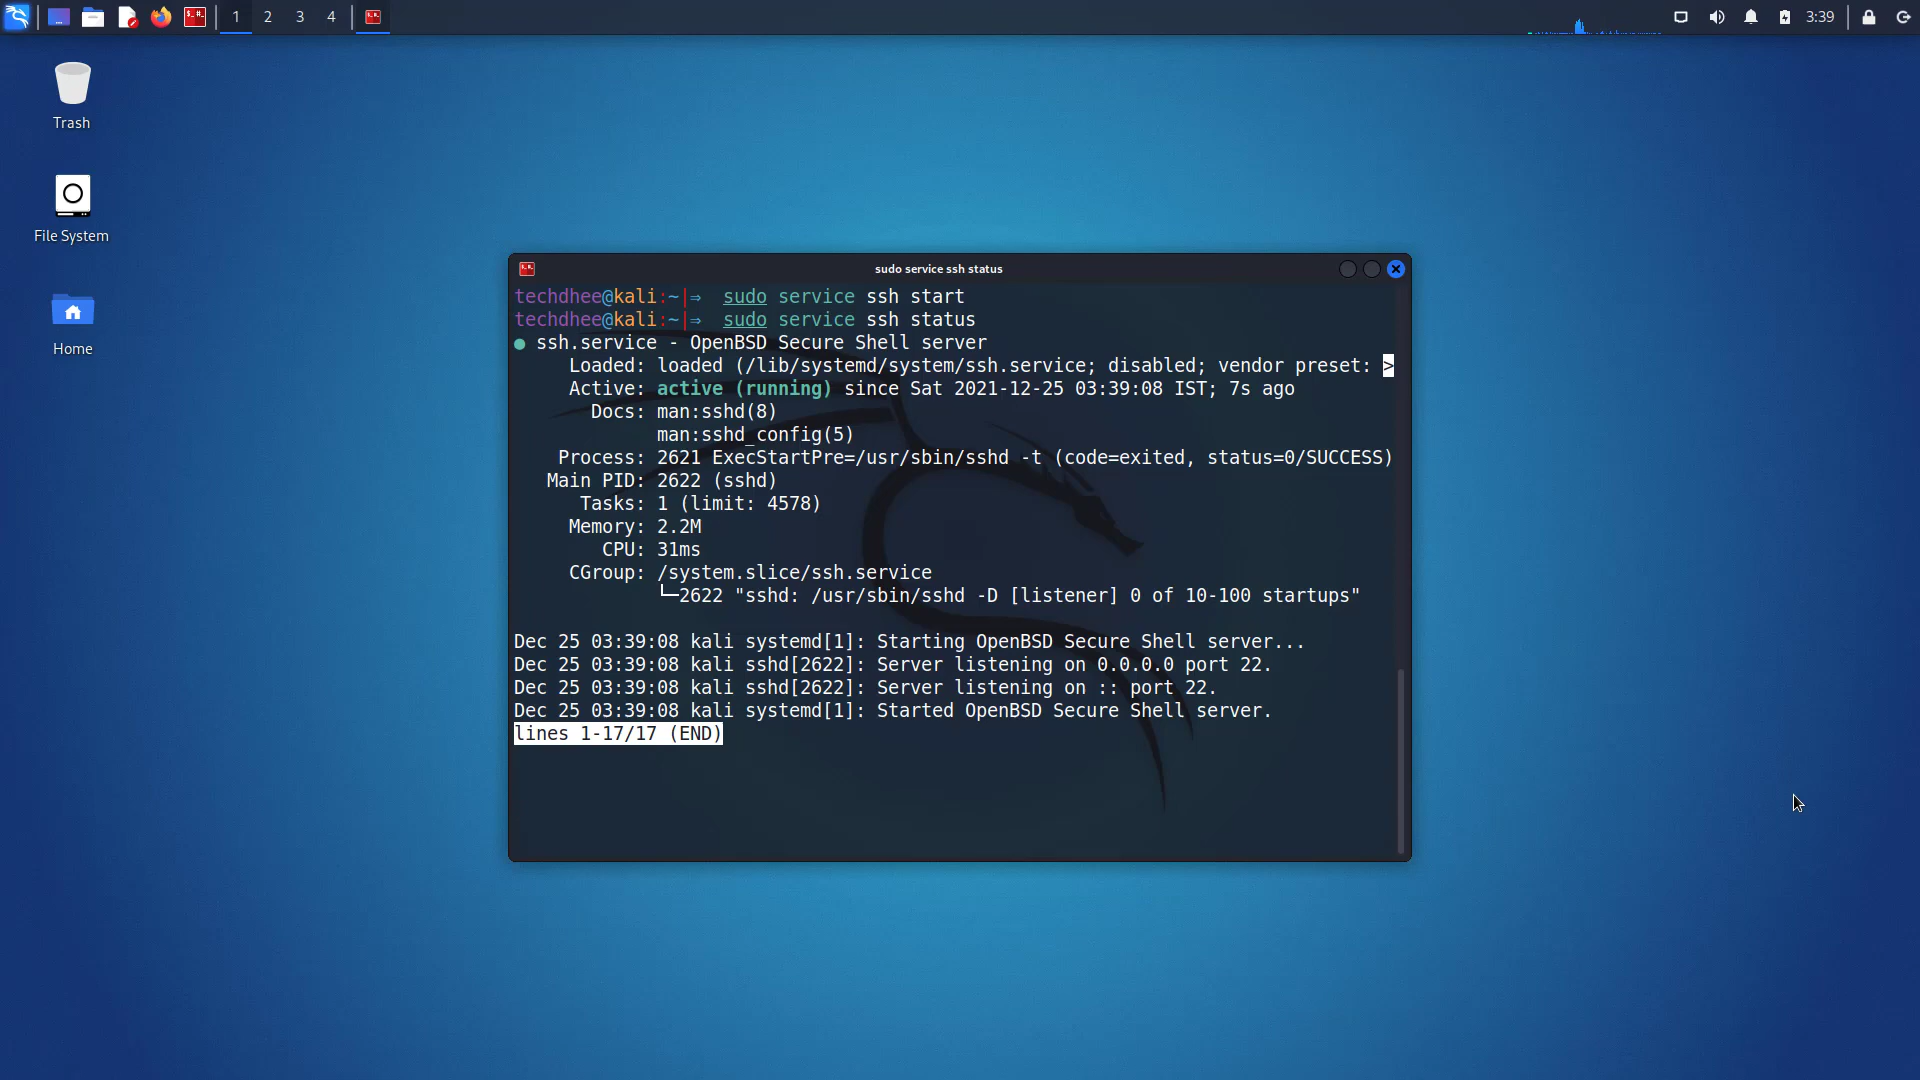 1 2 3 4 3:39
Trash
File System
Home
sudo service ssh status
techdhee@kali:~|⇒  sudo service ssh start
techdhee@kali:~|⇒  sudo service ssh status
● ssh.service - OpenBSD Secure Shell server
     Loaded: loaded (/lib/systemd/system/ssh.service; disabled; vendor preset: >
     Active: active (running) since Sat 2021-12-25 03:39:08 IST; 7s ago
       Docs: man:sshd(8)
             man:sshd_config(5)
    Process: 2621 ExecStartPre=/usr/sbin/sshd -t (code=exited, status=0/SUCCESS)
   Main PID: 2622 (sshd)
      Tasks: 1 (limit: 4578)
     Memory: 2.2M
        CPU: 31ms
     CGroup: /system.slice/ssh.service
             └─2622 "sshd: /usr/sbin/sshd -D [listener] 0 of 10-100 startups"
Dec 25 03:39:08 kali systemd[1]: Starting OpenBSD Secure Shell server...
Dec 25 03:39:08 kali sshd[2622]: Server listening on 0.0.0.0 port 22.
Dec 25 03:39:08 kali sshd[2622]: Server listening on :: port 22.
Dec 25 03:39:08 kali systemd[1]: Started OpenBSD Secure Shell server.
lines 1-17/17 (END)